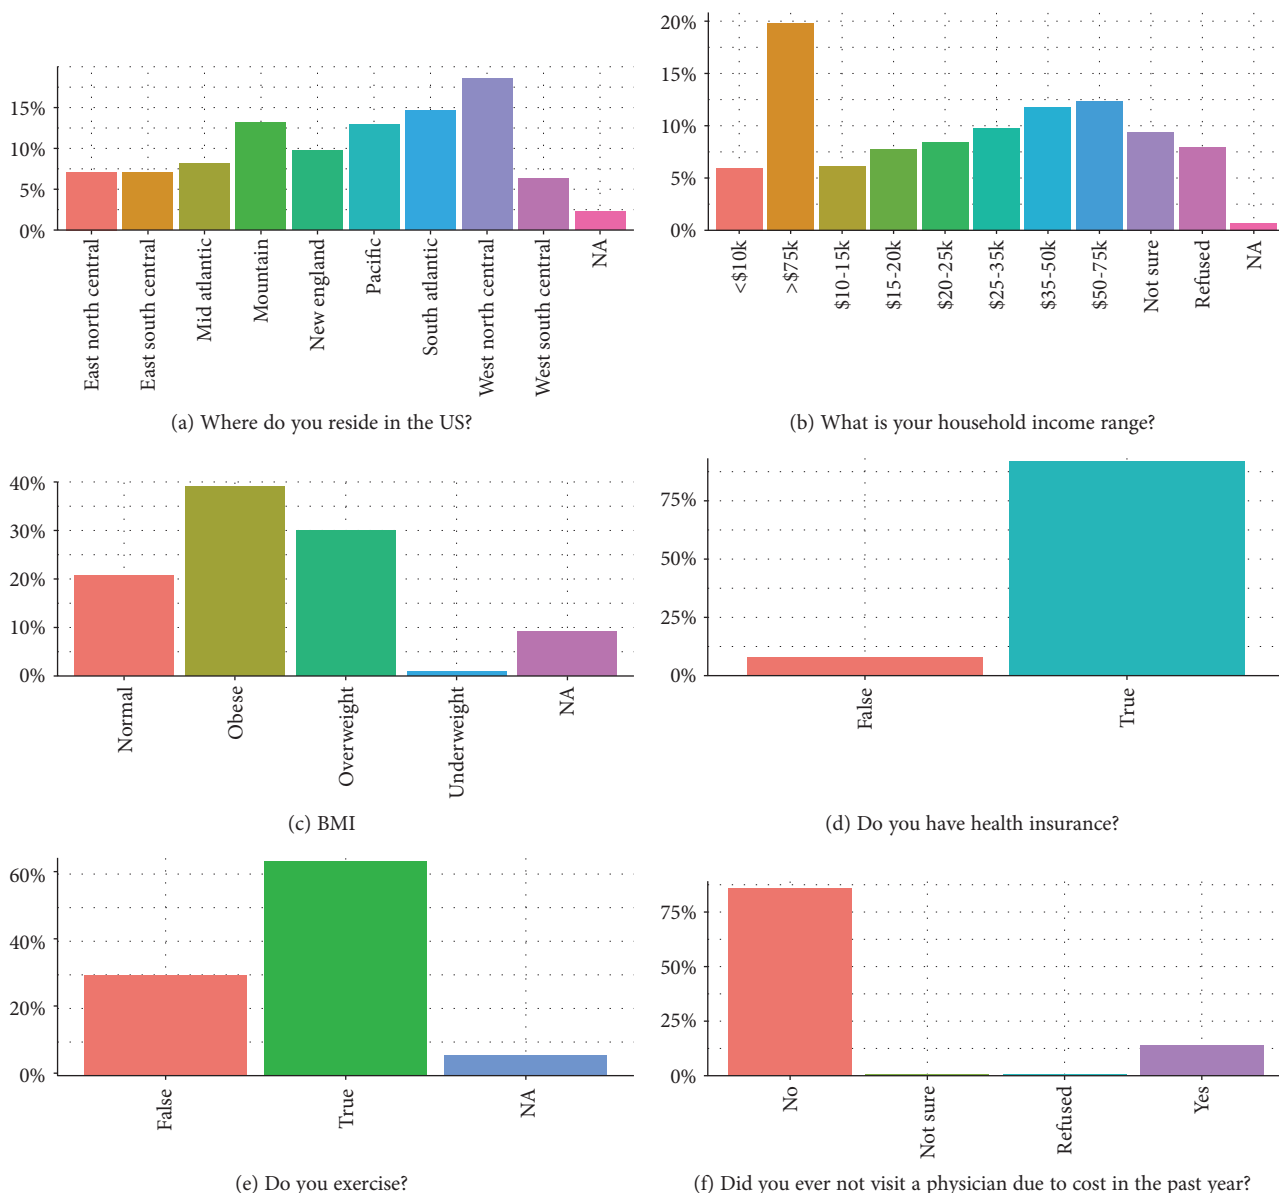 15%
10%
5%
0%
East north central
East south central
Mid atlantic
Mountain
New england
Pacific
South atlantic
West north central
West south central
NA
(a) Where do you reside in the US?
20%
15%
10%
5%
0%
<$10k
>$75k
$10-15k
$15-20k
$20-25k
$25-35k
$35-50k
$50-75k
Not sure
Refused
NA
(b) What is your household income range?
40%
30%
20%
10%
0%
Normal
Obese
Overweight
Underweight
NA
(c) BMI
75%
50%
25%
0%
False
True
(d) Do you have health insurance?
60%
40%
20%
0%
False
True
NA
(e) Do you exercise?
75%
50%
25%
0%
No
Not sure
Refused
Yes
(f) Did you ever not visit a physician due to cost in the past year?